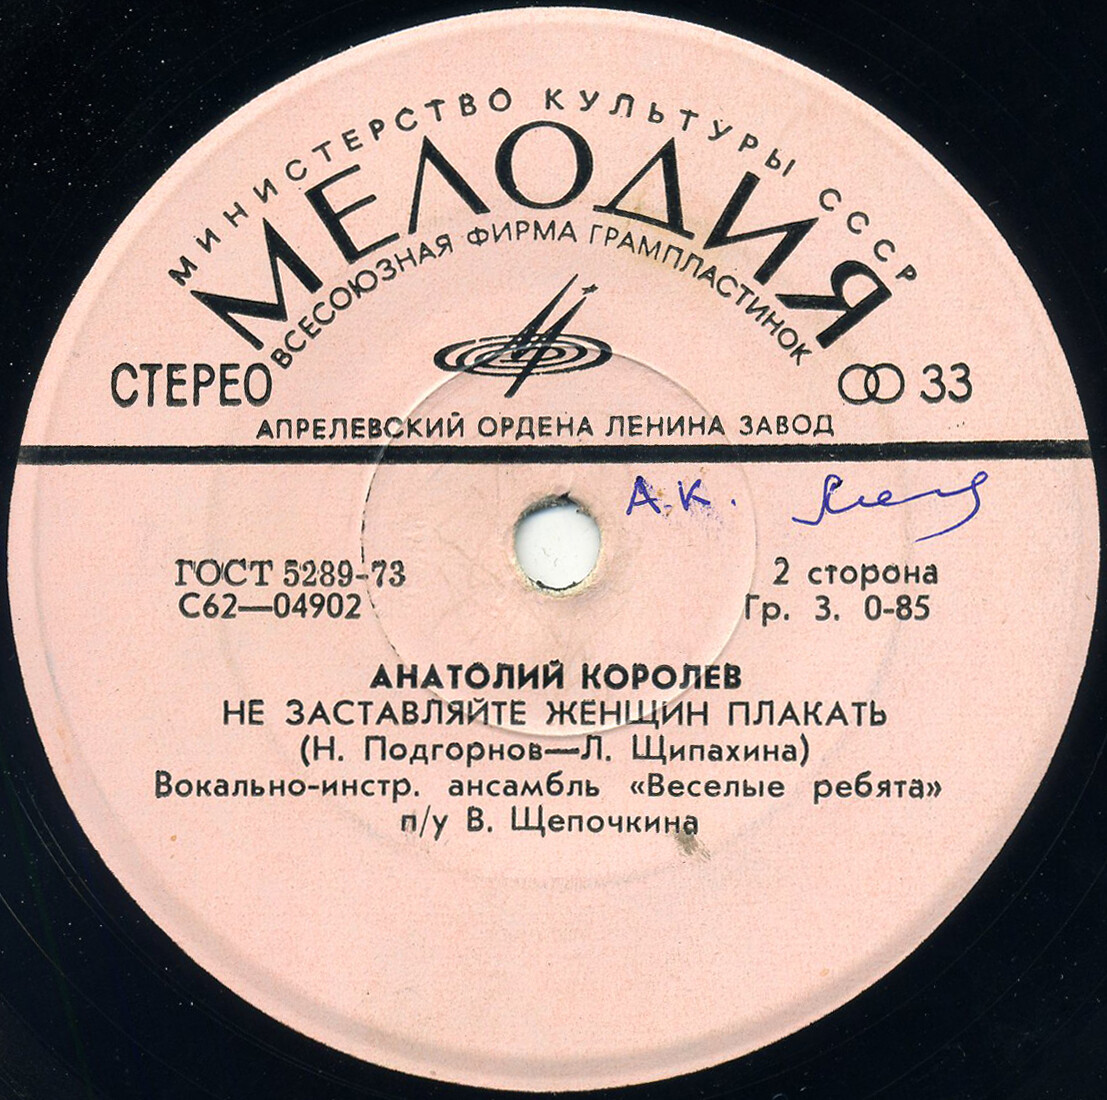 МИНИСТЕРСТВО КУЛЬТУРЫ СССР
МЕЛОДИЯ
ВСЕСОЮЗНАЯ ФИРМА ГРАМПЛАСТИНОК
СТЕРЕО
33
АПРЕЛЕВСКИЙ ОРДЕНА ЛЕНИНА ЗАВОД
А.К.
ГОСТ 5289-73
2 сторона
С62—04902
Гр. 3. 0-85
АНАТОЛИЙ КОРОЛЕВ
НЕ ЗАСТАВЛЯЙТЕ ЖЕНЩИН ПЛАКАТЬ
(Н. Подгорнов—Л. Щипахина)
Вокально-инстр. ансамбль «Веселые ребята»
п/у В. Щепочкина